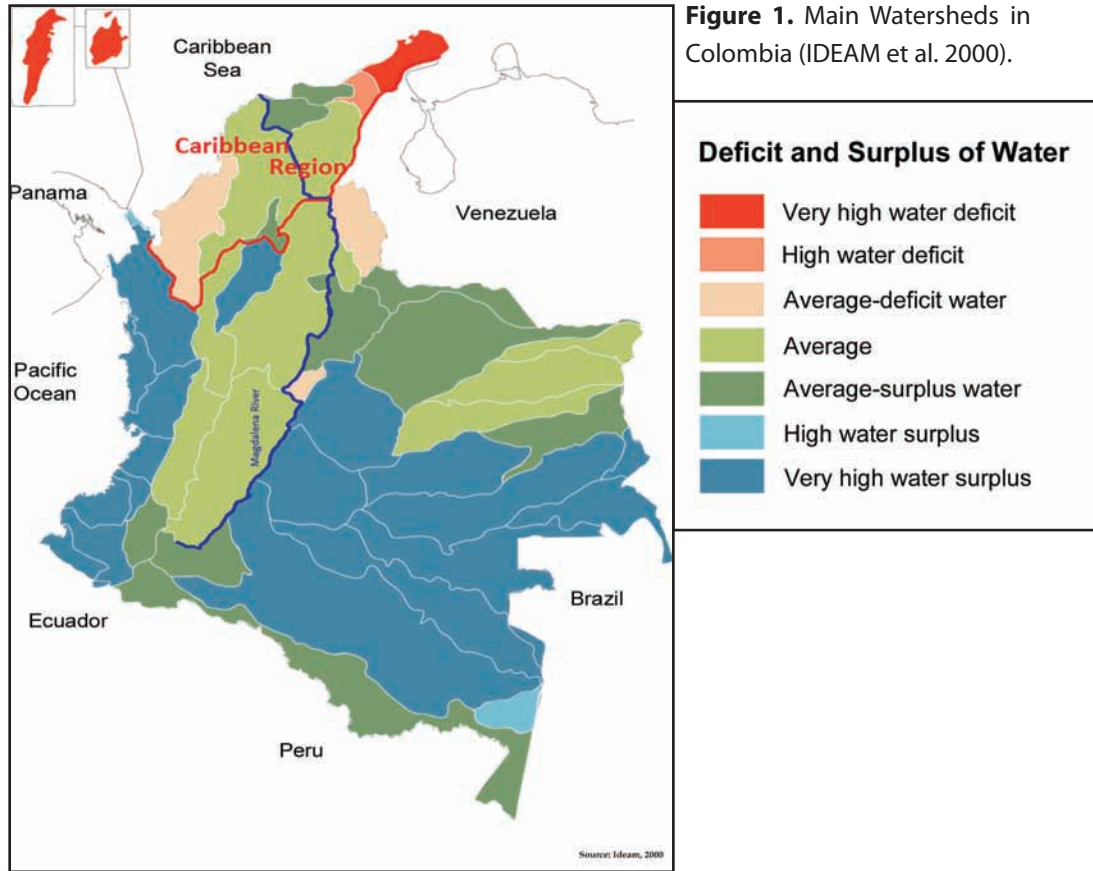 Figure 1. Main Watersheds in
Colombia (IDEAM et al. 2000).
Caribbean
Sea
Caribbean
Region
Panama
Venezuela
Pacific
Ocean
Magdalena River
Brazil
Ecuador
Peru
Source: Ideam, 2000
Deficit and Surplus of Water
Very high water deficit
High water deficit
Average-deficit water
Average
Average-surplus water
High water surplus
Very high water surplus